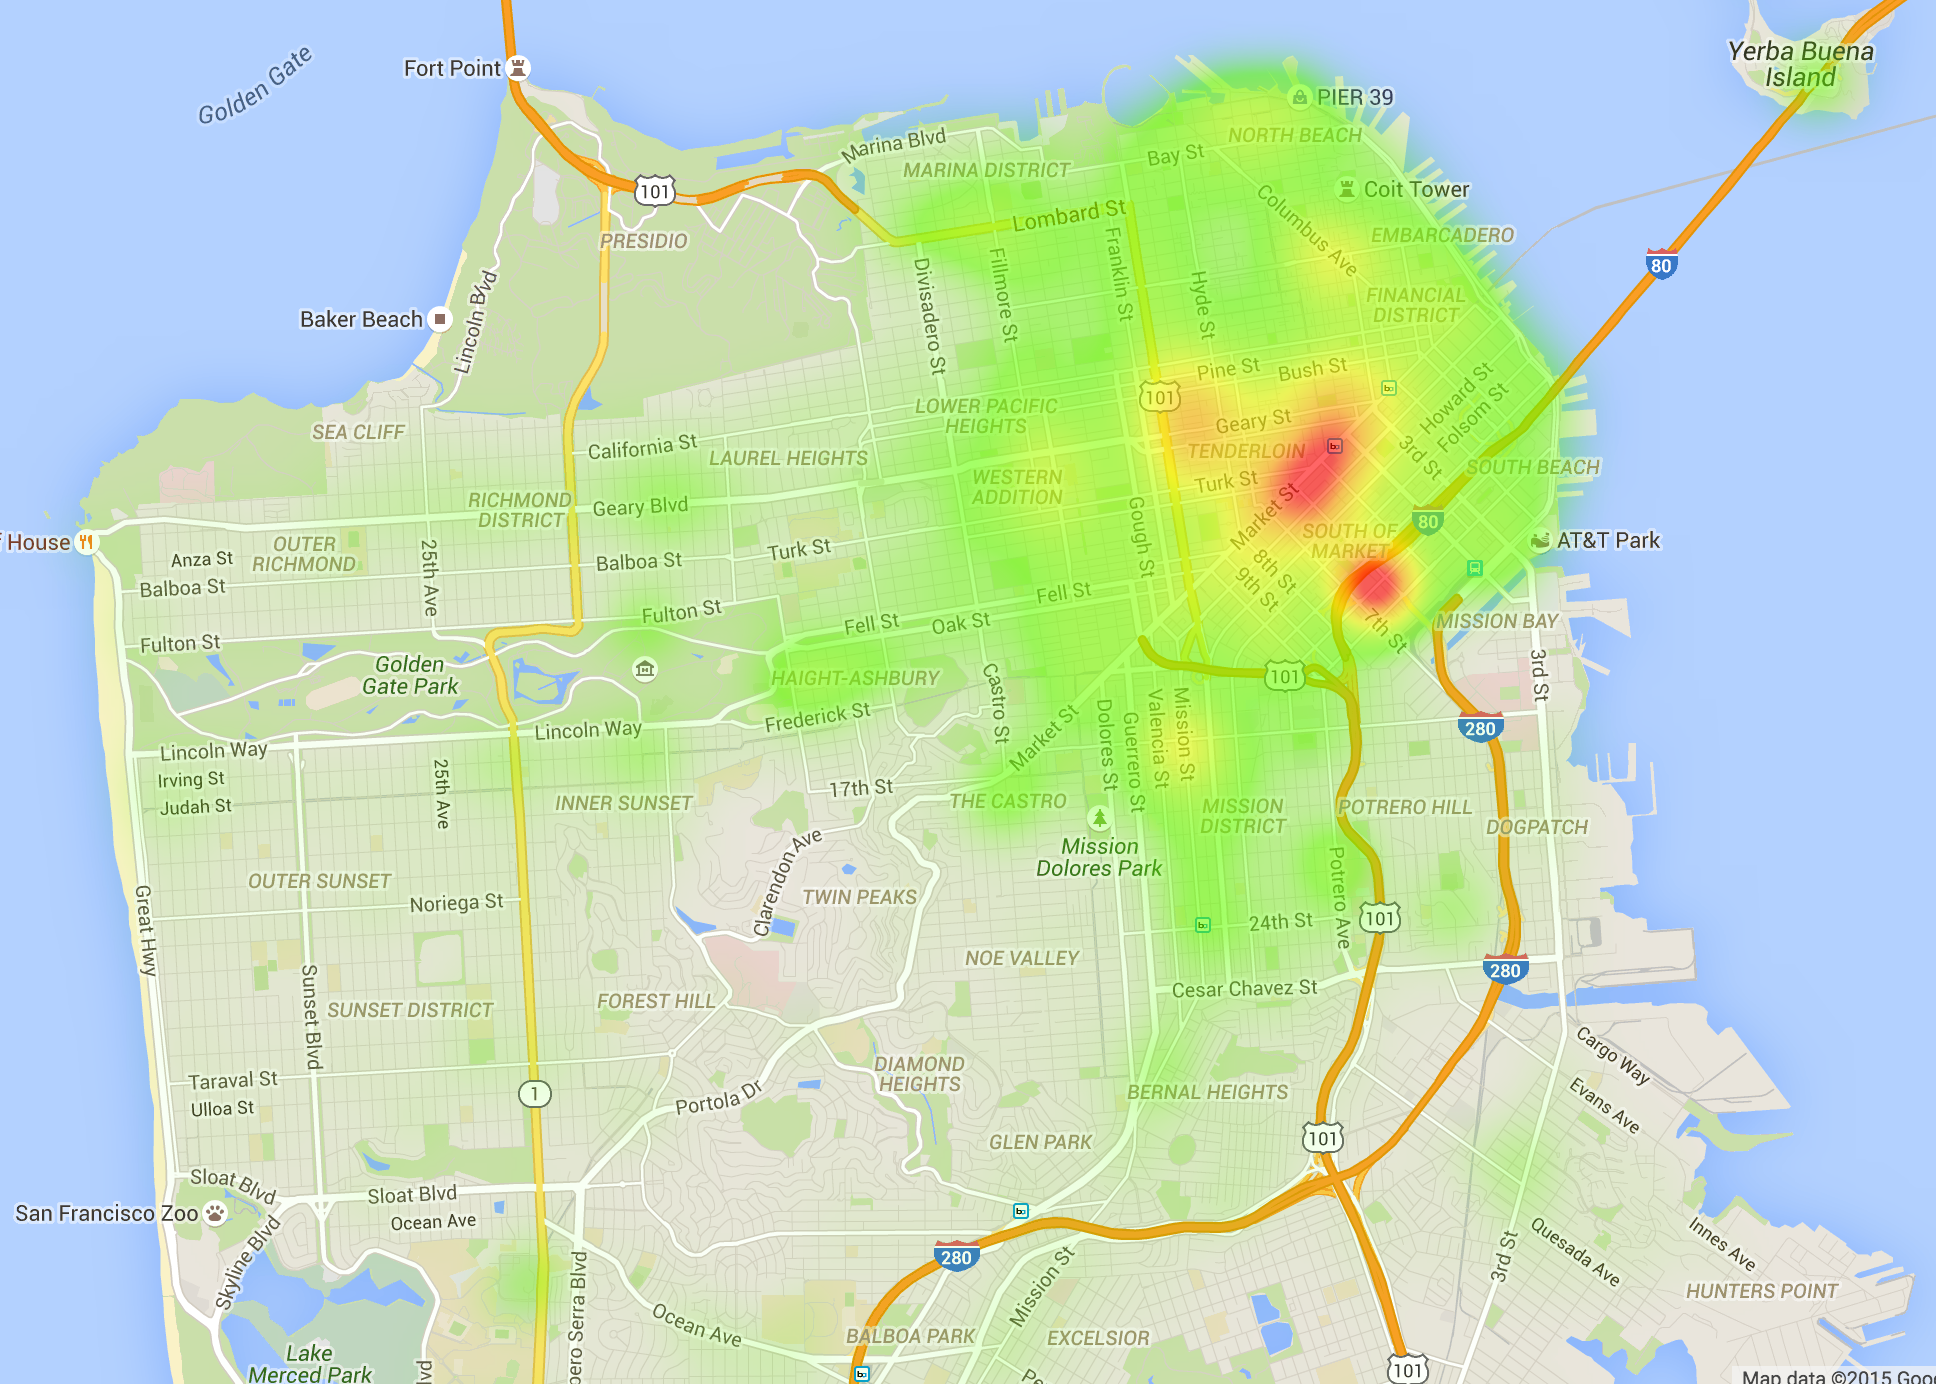 Yerba Buena
Island
Fort Point
Golden Gate
PIER 39
NORTH BEACH
Marina Blvd
Bay St
MARINA DISTRICT
101
Coit Tower
Lombard St
Columbus Ave
EMBARCADERO
PRESIDIO
80
Franklin St
Fillmore St
Divisadero St
Hyde St
FINANCIAL
DISTRICT
Lincoln Blvd
Baker Beach
Pine St
Bush St
Howard St
Folsom St
101
LOWER PACIFIC
HEIGHTS
Geary St
SEA CLIFF
California St
LAUREL HEIGHTS
TENDERLOIN
3rd St
SOUTH BEACH
WESTERN
ADDITION
Turk St
RICHMOND
DISTRICT
Geary Blvd
Market St
80
SOUTH OF
MARKET
Gough St
AT&T Park
f House
OUTER
RICHMOND
Anza St
25th Ave
Balboa St
Turk St
Balboa St
8th St
9th St
Fell St
Fulton St
Fell St
Oak St
7th St
MISSION BAY
Fulton St
Golden
Gate Park
HAIGHT-ASHBURY
101
3rd St
Castro St
Frederick St
Market St
Dolores St
Guerrero St
Valencia St
Mission St
280
Lincoln Way
Lincoln Way
Irving St
Judah St
25th Ave
INNER SUNSET
17th St
THE CASTRO
MISSION
DISTRICT
POTRERO HILL
DOGPATCH
Clarendon Ave
Mission
Dolores Park
OUTER SUNSET
Noriega St
TWIN PEAKS
Potrero Ave
24th St
101
Great Hwy
NOE VALLEY
280
Cesar Chavez St
Sunset Blvd
SUNSET DISTRICT
FOREST HILL
Cargo Way
DIAMOND
HEIGHTS
Taraval St
Ulloa St
1
Portola Dr
BERNAL HEIGHTS
Evans Ave
GLEN PARK
101
Sloat Blvd
Sloat Blvd
San Francisco Zoo
Ocean Ave
Skyline Blvd
280
Quesada Ave
Innes Ave
3rd St
Mission St
HUNTERS POINT
pero Serra Blvd
Ocean Ave
BALBOA PARK
EXCELSIOR
Lake
Merced Park
lvd
Pe
101
Map data ©2015 Goo